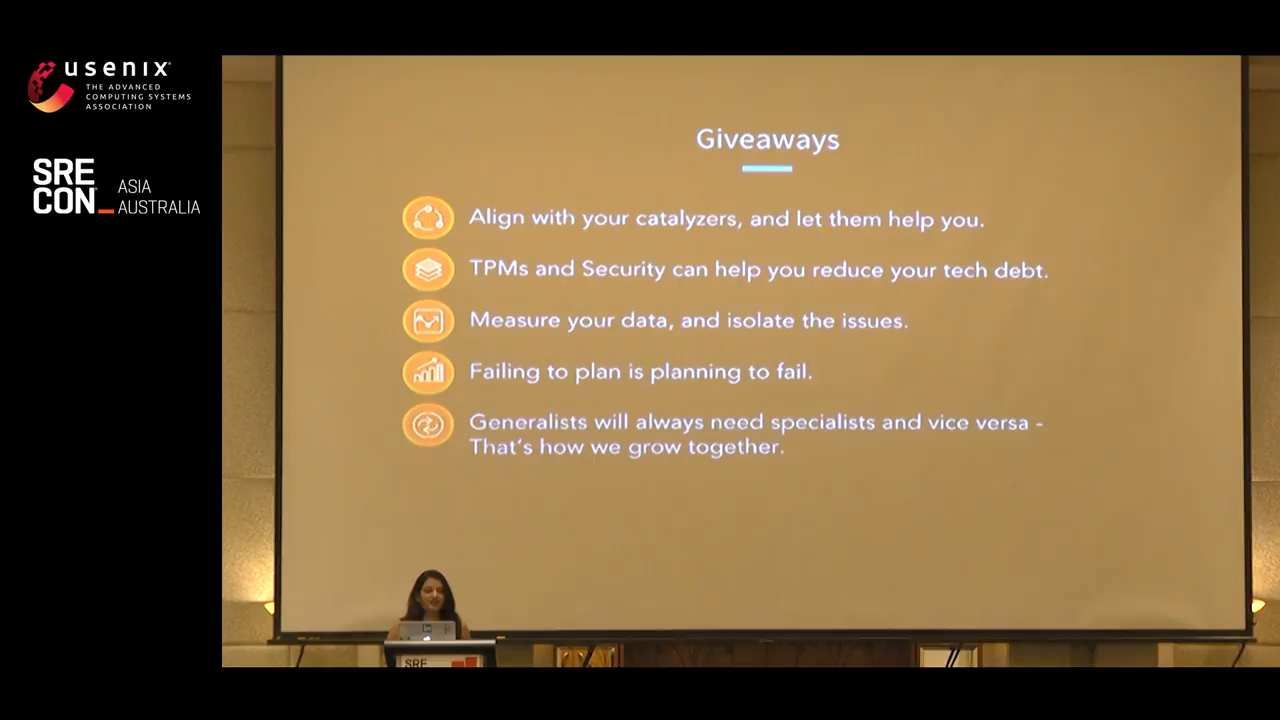 usenix
THE ADVANCED
COMPUTING SYSTEMS
ASSOCIATION
SRE
CON
ASIA
AUSTRALIA
Giveaways
Align with your catalyzers, and let them help you.
TPMs and Security can help you reduce your tech debt.
Measure your data, and isolate the issues.
Failing to plan is planning to fail.
Generalists will always need specialists and vice versa -
That's how we grow together.
in
SRE